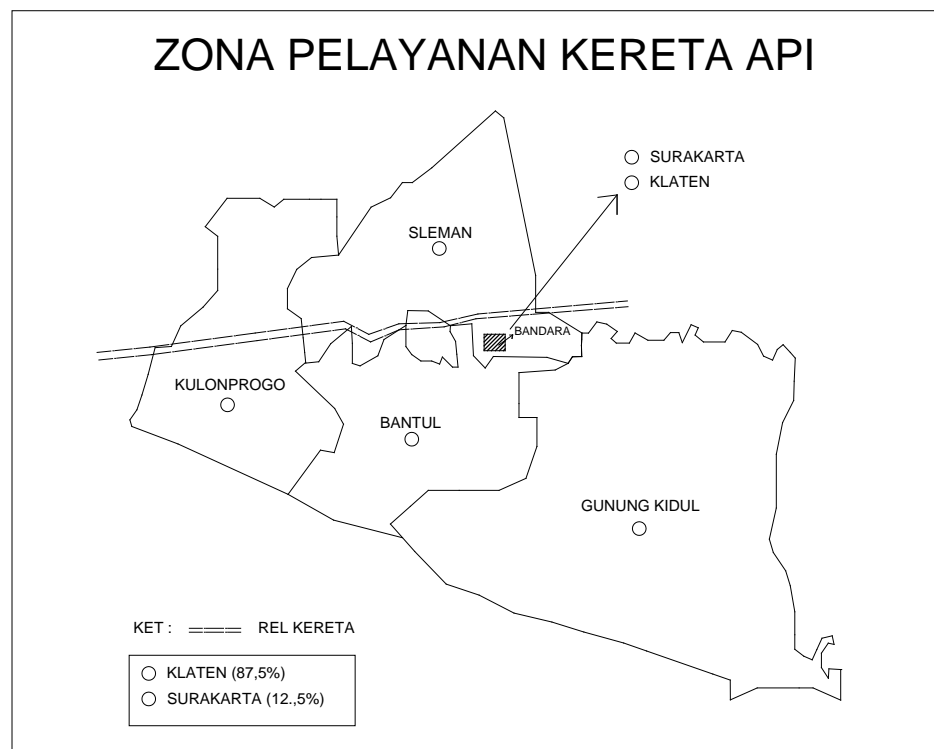 ZONA PELAYANAN KERETA API
SURAKARTA
KLATEN
SLEMAN
BANDARA
KULONPROGO
BANTUL
GUNUNG KIDUL
KET : REL KERETA
KLATEN (87,5%)
SURAKARTA (12.,5%)